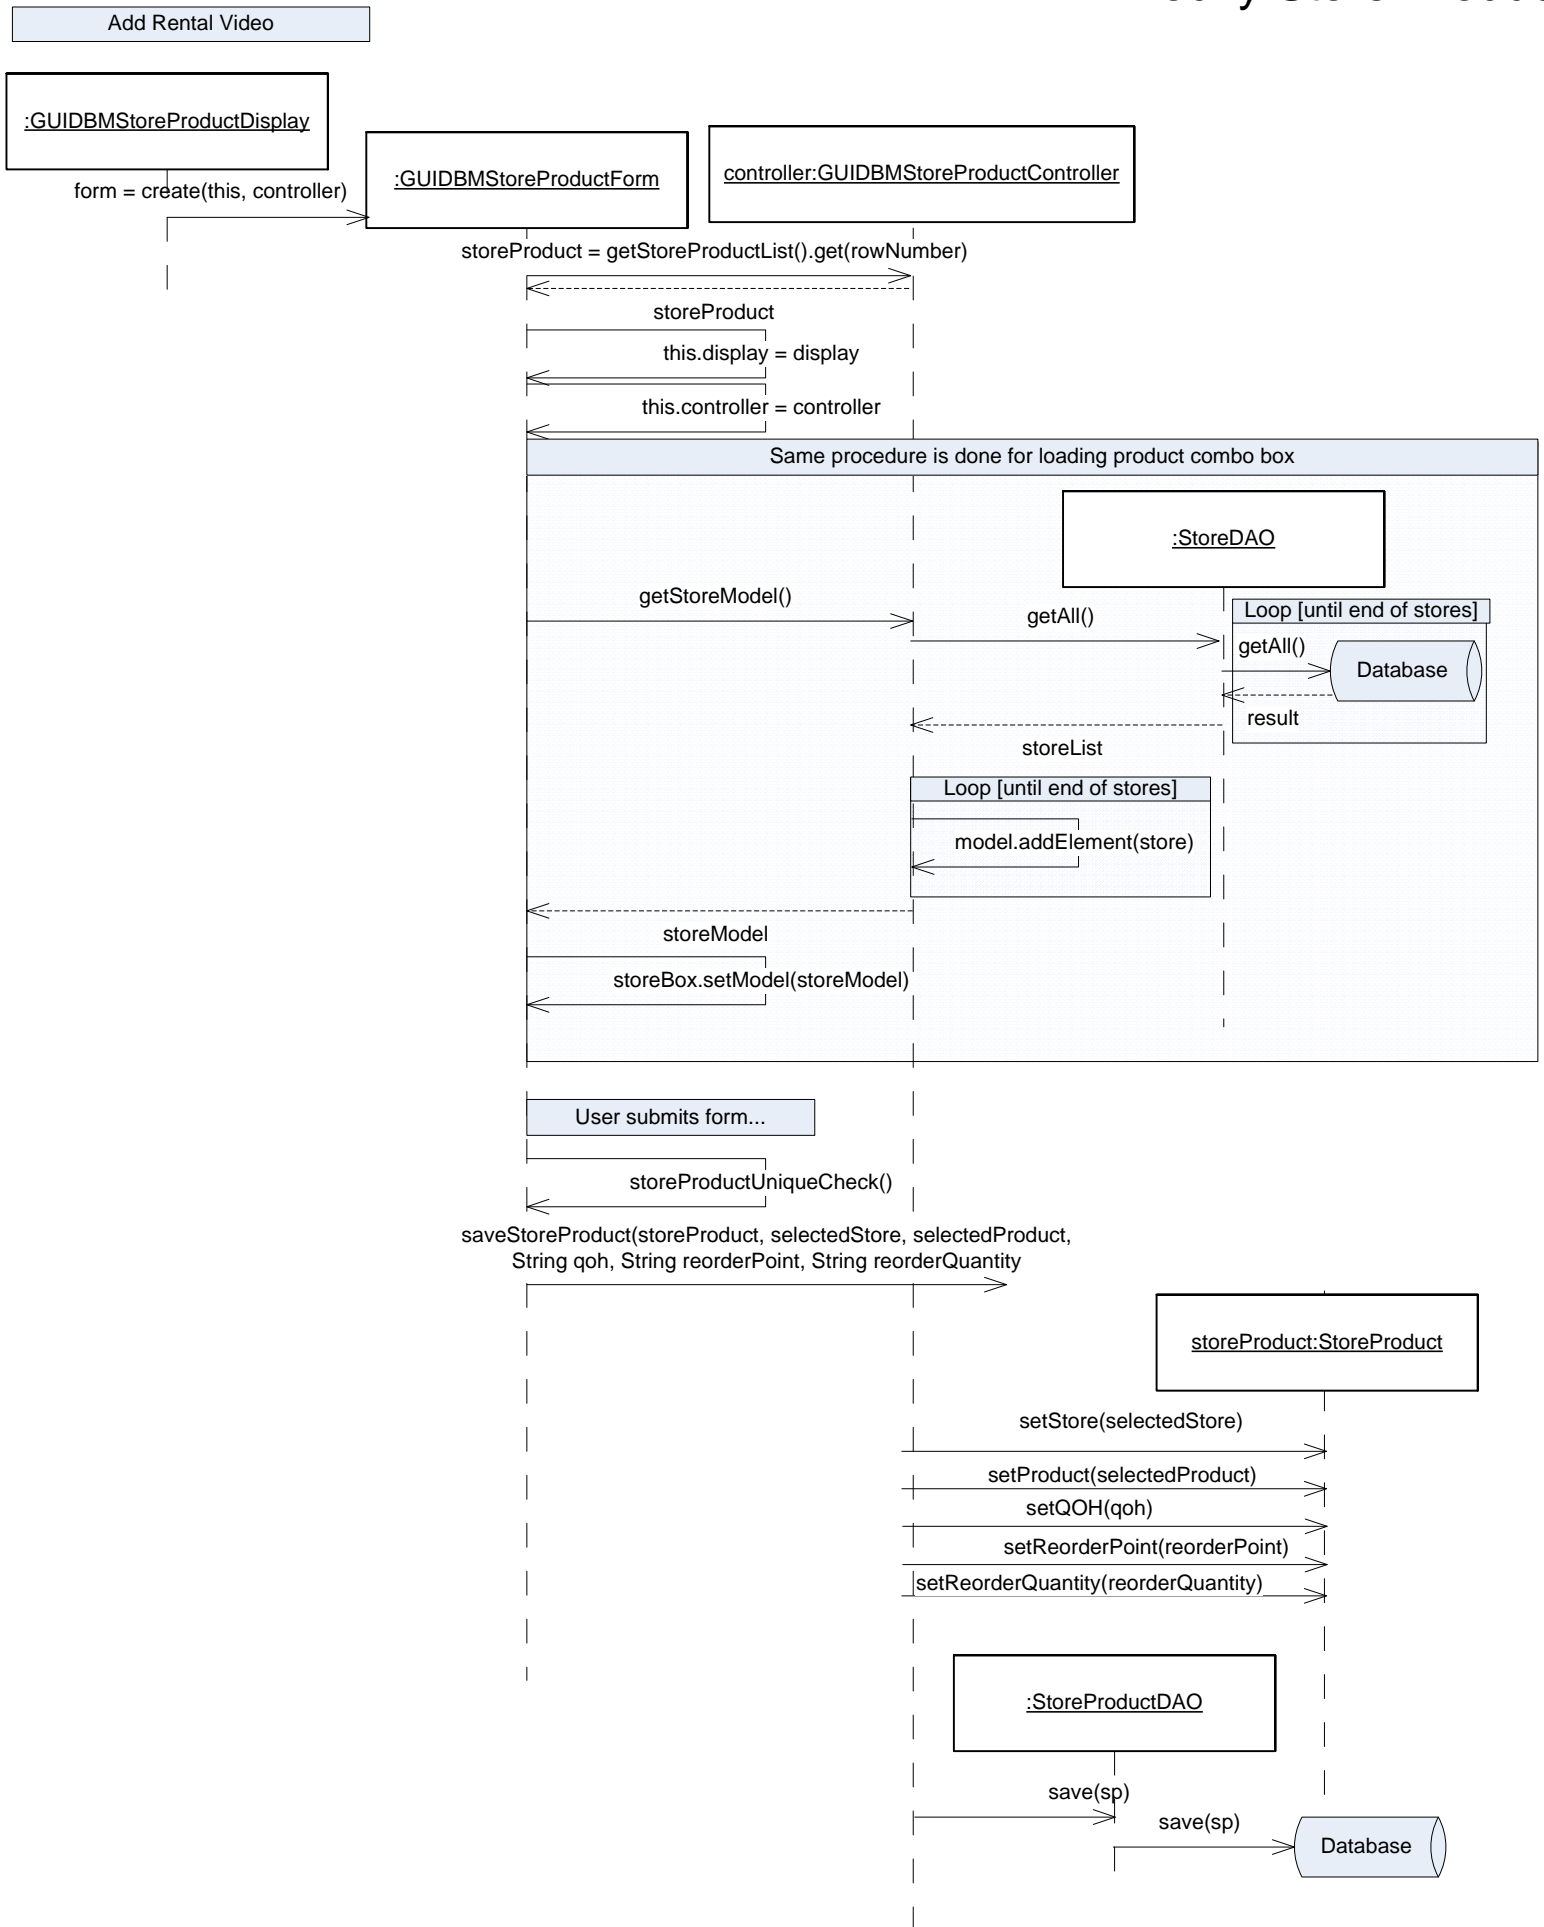 Add Rental Video
:GUIDBMStoreProductDisplay
:GUIDBMStoreProductForm
controller:GUIDBMStoreProductController
form = create(this, controller)
storeProduct = getStoreProductList().get(rowNumber)
storeProduct
this.display = display
this.controller = controller
Same procedure is done for loading product combo box
:StoreDAO
getStoreModel()
getAll()
Loop [until end of stores]
getAll()
Database
result
storeList
Loop [until end of stores]
model.addElement(store)
storeModel
storeBox.setModel(storeModel)
User submits form...
storeProductUniqueCheck()
saveStoreProduct(storeProduct, selectedStore, selectedProduct,
String qoh, String reorderPoint, String reorderQuantity
storeProduct:StoreProduct
setStore(selectedStore)
setProduct(selectedProduct)
setQOH(qoh)
setReorderPoint(reorderPoint)
setReorderQuantity(reorderQuantity)
:StoreProductDAO
save(sp)
save(sp)
Database